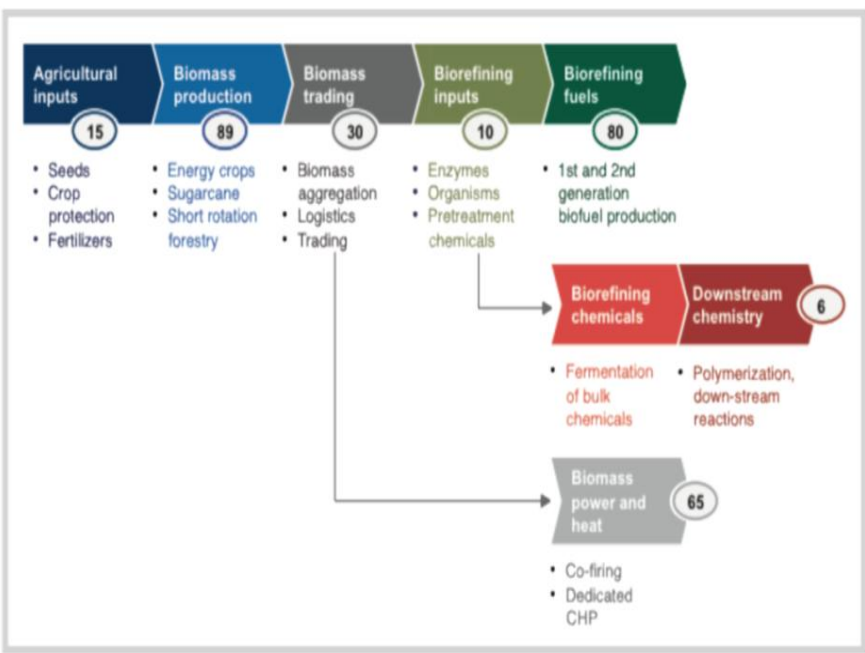 Agricultural
inputs
15
• Seeds
• Crop
protection
• Fertilizers
Biomass
production
89
• Energy crops
• Sugarcane
• Short rotation
forestry
Biomass
trading
30
• Biomass
aggregation
• Logistics
• Trading
Biorefining
inputs
10
• Enzymes
• Organisms
• Pretreatment
chemicals
Biorefining
fuels
80
• 1st and 2nd
generation
biofuel production
Biorefining
chemicals
• Fermentation
of bulk
chemicals
Downstream
chemistry
6
• Polymerization,
down-stream
reactions
Biomass
power and
heat
65
• Co-firing
• Dedicated
CHP